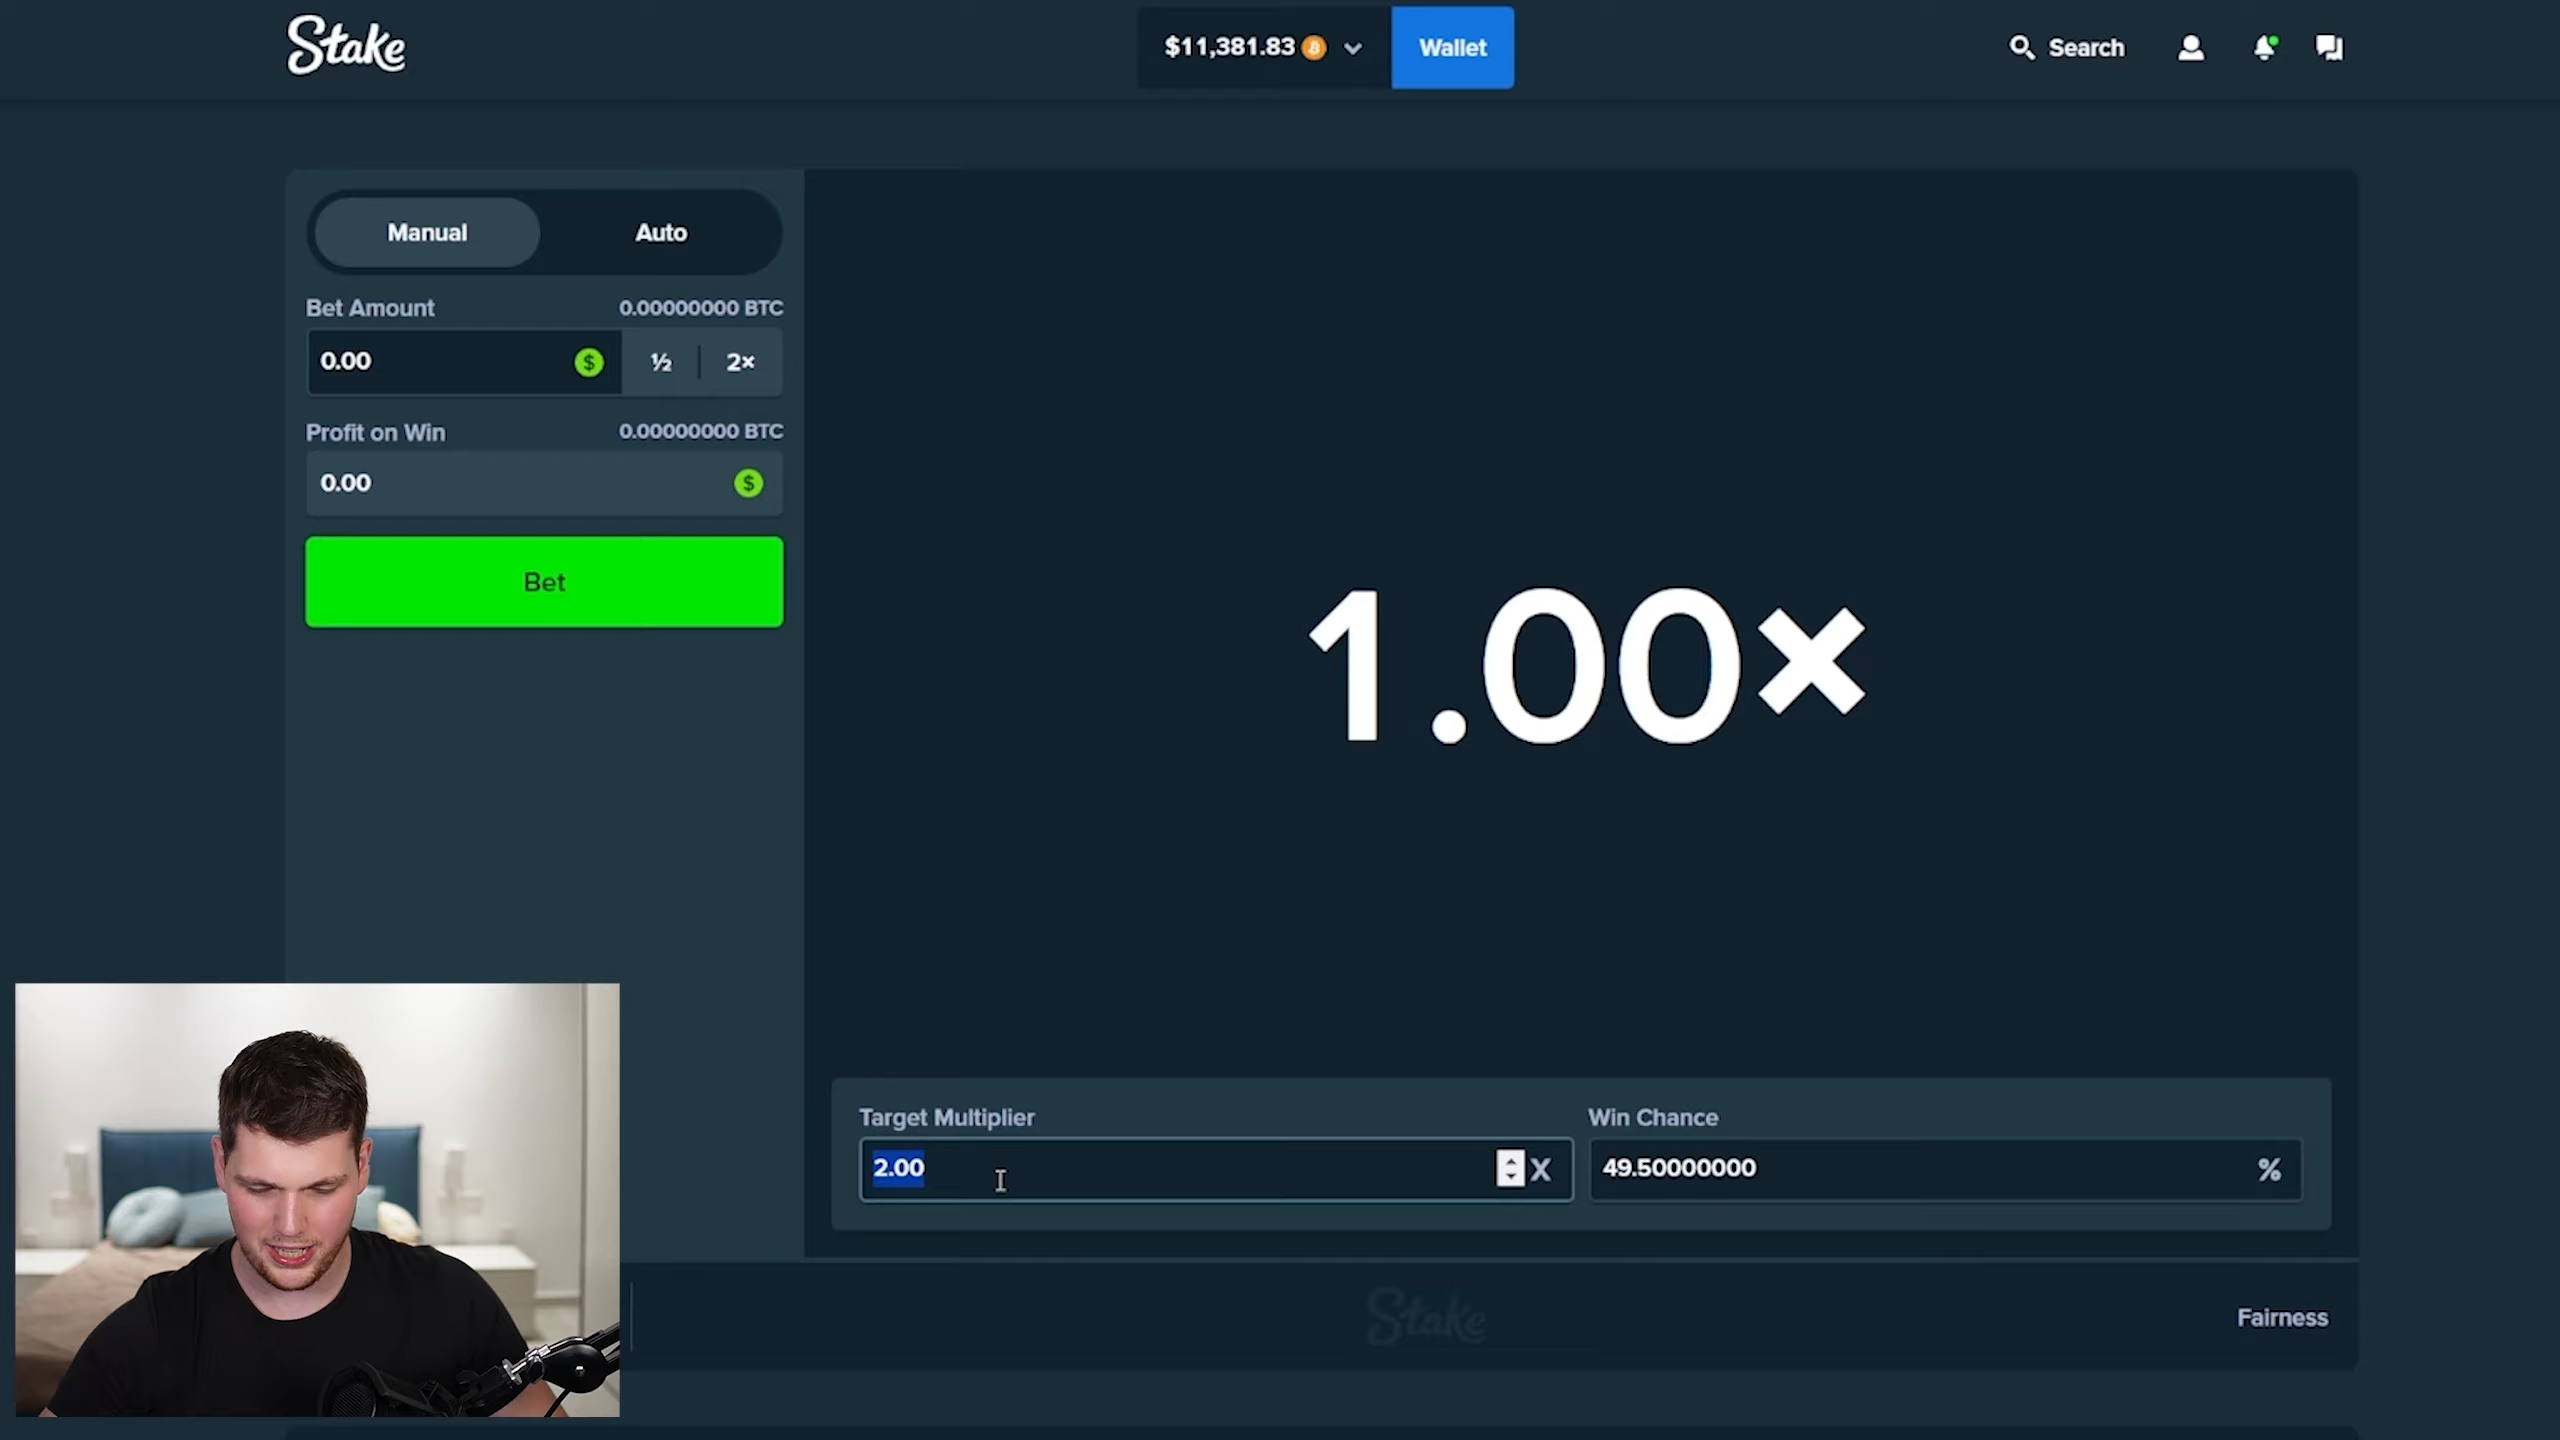 Stake
$11,381.83
Wallet
Search
Manual
Auto
Bet Amount
0.00000000 BTC
0.00
$
½
2×
Profit on Win
0.00000000 BTC
0.00
$
Bet
1.00×
Target Multiplier
Win Chance
2.00
X
49.50000000
%
Stake
Fairness